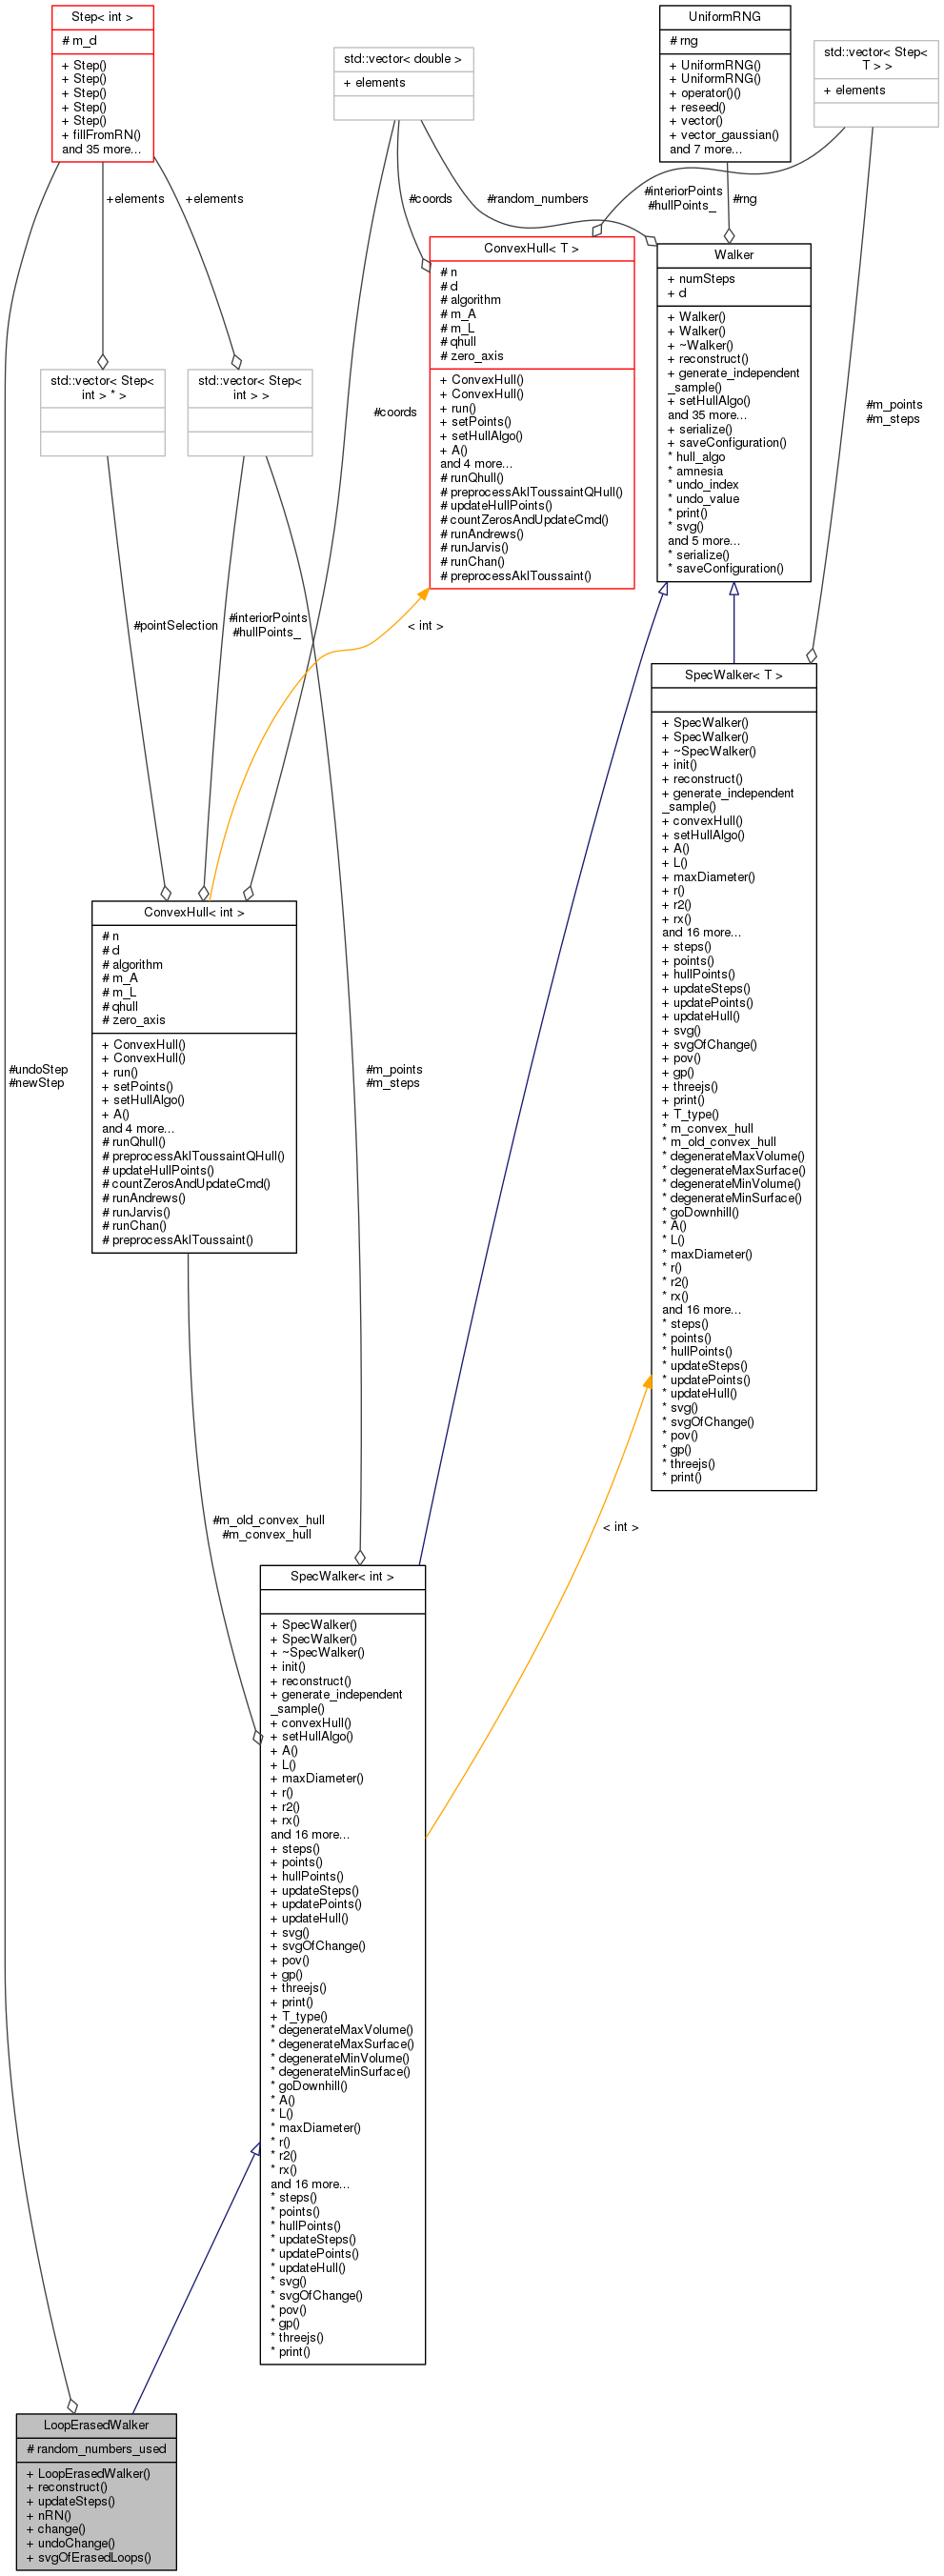 Step< int >
# m_d
+ Step()
+ Step()
+ Step()
+ Step()
+ Step()
+ fillFromRN()
and 35 more...
std::vector< double >
+ elements
UniformRNG
# rng
+ UniformRNG()
+ UniformRNG()
+ operator()()
+ reseed()
+ vector()
+ vector_gaussian()
and 7 more...
std::vector< Step<
T > >
+ elements
+elements
+elements
#coords
#random_numbers
#interiorPoints
#hullPoints_
#rng
ConvexHull< T >
# n
# d
# algorithm
# m_A
# m_L
# qhull
# zero_axis
+ ConvexHull()
+ ConvexHull()
+ run()
+ setPoints()
+ setHullAlgo()
+ A()
and 4 more...
# runQhull()
# preprocessAklToussaintQHull()
# updateHullPoints()
# countZerosAndUpdateCmd()
# runAndrews()
# runJarvis()
# runChan()
# preprocessAklToussaint()
Walker
+ numSteps
+ d
+ Walker()
+ Walker()
+ ~Walker()
+ reconstruct()
+ generate_independent
_sample()
+ setHullAlgo()
and 35 more...
+ serialize()
+ saveConfiguration()
* hull_algo
* amnesia
* undo_index
* undo_value
* print()
* svg()
and 5 more...
* serialize()
* saveConfiguration()
std::vector< Step<
int > * >
std::vector< Step<
int > >
#coords
#m_points
#m_steps
#pointSelection
#interiorPoints
#hullPoints_
< int >
SpecWalker< T >
+ SpecWalker()
+ SpecWalker()
+ ~SpecWalker()
+ init()
+ reconstruct()
+ generate_independent
_sample()
+ convexHull()
+ setHullAlgo()
+ A()
+ L()
+ maxDiameter()
+ r()
+ r2()
+ rx()
and 16 more...
+ steps()
+ points()
+ hullPoints()
+ updateSteps()
+ updatePoints()
+ updateHull()
+ svg()
+ svgOfChange()
+ pov()
+ gp()
+ threejs()
+ print()
+ T_type()
* m_convex_hull
* m_old_convex_hull
* degenerateMaxVolume()
* degenerateMaxSurface()
* degenerateMinVolume()
* degenerateMinSurface()
* goDownhill()
* A()
* L()
* maxDiameter()
* r()
* r2()
* rx()
and 16 more...
* steps()
* points()
* hullPoints()
* updateSteps()
* updatePoints()
* updateHull()
* svg()
* svgOfChange()
* pov()
* gp()
* threejs()
* print()
ConvexHull< int >
# n
# d
# algorithm
# m_A
# m_L
# qhull
# zero_axis
+ ConvexHull()
+ ConvexHull()
+ run()
+ setPoints()
+ setHullAlgo()
+ A()
and 4 more...
# runQhull()
# preprocessAklToussaintQHull()
# updateHullPoints()
# countZerosAndUpdateCmd()
# runAndrews()
# runJarvis()
# runChan()
# preprocessAklToussaint()
#undoStep
#newStep
#m_points
#m_steps
#m_old_convex_hull
#m_convex_hull
< int >
SpecWalker< int >
+ SpecWalker()
+ SpecWalker()
+ ~SpecWalker()
+ init()
+ reconstruct()
+ generate_independent
_sample()
+ convexHull()
+ setHullAlgo()
+ A()
+ L()
+ maxDiameter()
+ r()
+ r2()
+ rx()
and 16 more...
+ steps()
+ points()
+ hullPoints()
+ updateSteps()
+ updatePoints()
+ updateHull()
+ svg()
+ svgOfChange()
+ pov()
+ gp()
+ threejs()
+ print()
+ T_type()
* degenerateMaxVolume()
* degenerateMaxSurface()
* degenerateMinVolume()
* degenerateMinSurface()
* goDownhill()
* A()
* L()
* maxDiameter()
* r()
* r2()
* rx()
and 16 more...
* steps()
* points()
* hullPoints()
* updateSteps()
* updatePoints()
* updateHull()
* svg()
* svgOfChange()
* pov()
* gp()
* threejs()
* print()
LoopErasedWalker
# random_numbers_used
+ LoopErasedWalker()
+ reconstruct()
+ updateSteps()
+ nRN()
+ change()
+ undoChange()
+ svgOfErasedLoops()